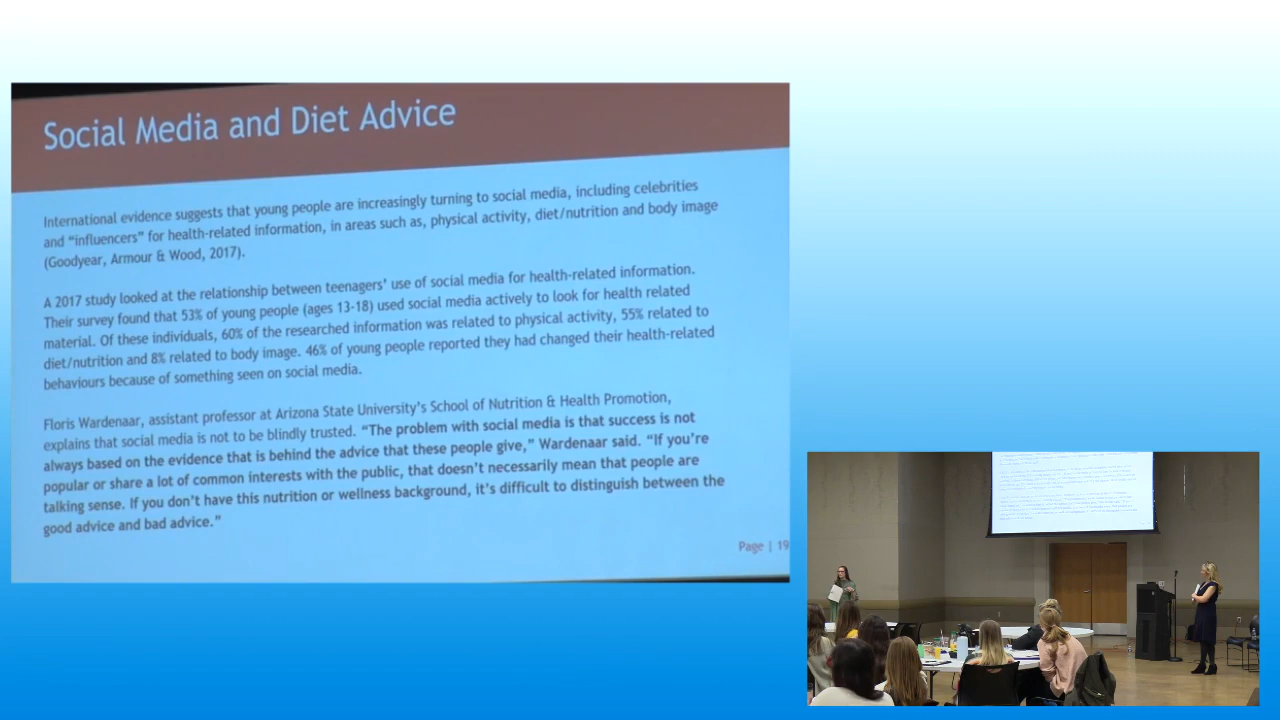 Social Media and Diet Advice
International evidence suggests that young people are increasingly turning to social media, including celebrities
and “influencers” for health-related information, in areas such as, physical activity, diet/nutrition and body image
(Goodyear, Armour & Wood, 2017).
A 2017 study looked at the relationship between teenagers’ use of social media for health-related information.
Their survey found that 53% of young people (ages 13-18) used social media actively to look for health related
material. Of these individuals, 60% of the researched information was related to physical activity, 55% related to
diet/nutrition and 8% related to body image. 46% of young people reported they had changed their health-related
behaviours because of something seen on social media.
Floris Wardenaar, assistant professor at Arizona State University’s School of Nutrition & Health Promotion,
explains that social media is not to be blindly trusted. “The problem with social media is that success is not
always based on the evidence that is behind the advice that these people give,” Wardenaar said. “If you’re
popular or share a lot of common interests with the public, that doesn’t necessarily mean that people are
talking sense. If you don’t have this nutrition or wellness background, it’s difficult to distinguish between the
good advice and bad advice.”
Page | 19